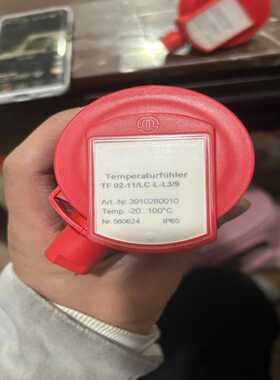 Temperaturfühler
TF 02-11/LC-L-L3/9
Art.-Nr.3910280010
Temp. -20...100°C
Nr. 560624 IP65